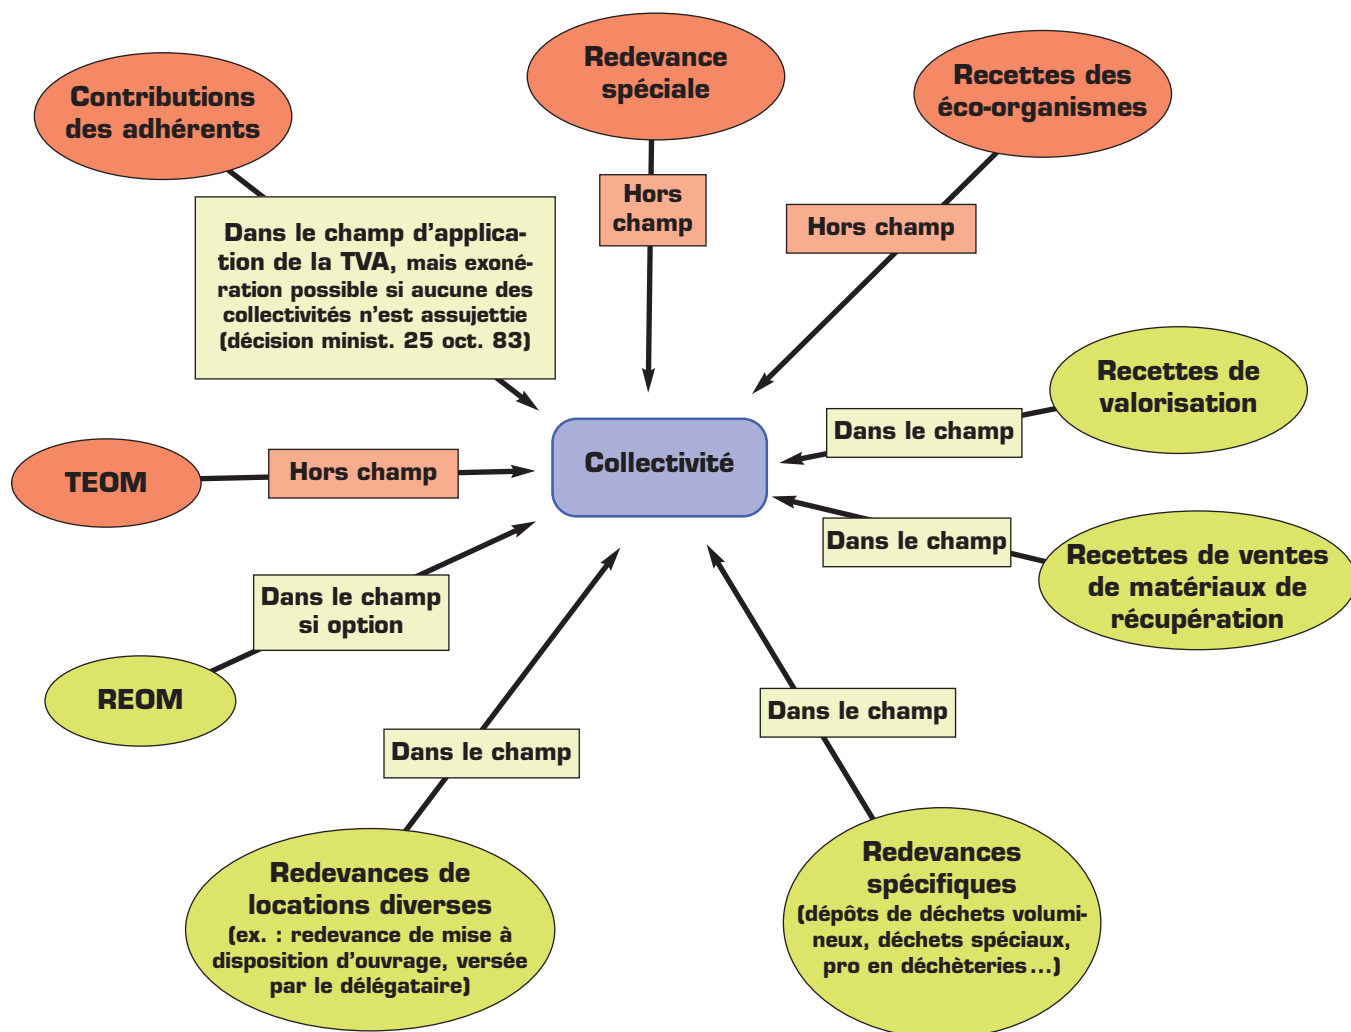 Redevance
spéciale
Recettes des
éco-organismes
Contributions
des adhérents
Hors
champ
Hors champ
Dans le champ d'applica-
tion de la TVA, mais exoné-
ration possible si aucune des
collectivités n'est assujettie
(décision minist. 25 oct. 83)
Recettes de
valorisation
Dans le champ
Collectivité
TEOM
Hors champ
Dans le champ
Recettes de ventes
de matériaux de
récupération
Dans le champ
si option
REOM
Dans le champ
Dans le champ
Redevances de
locations diverses
(ex. : redevance de mise à
disposition d'ouvrage, versée
par le délégataire)
Redevances
spécifiques
(dépôts de déchets volumi-
neux, déchets spéciaux,
pro en déchèteries...)